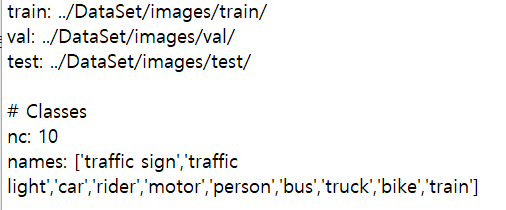 train: ../DataSet/images/train/
val: ../DataSet/images/val/
test: ../DataSet/images/test/

# Classes
nc: 10
names: ['traffic sign','traffic
light','car','rider','motor','person','bus','truck','bike','train']